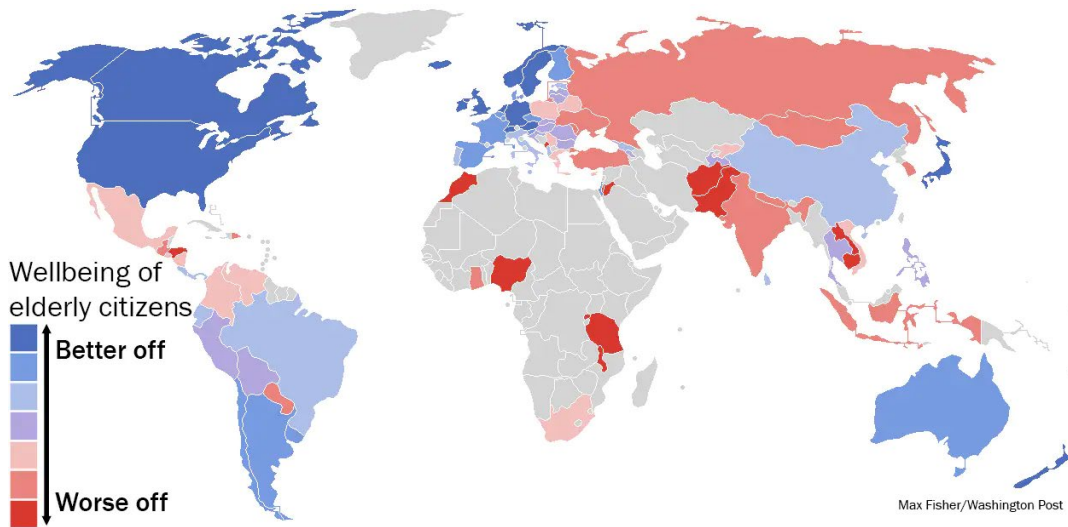 Wellbeing of
elderly citizens
Better off
Worse off
Max Fisher/Washington Post